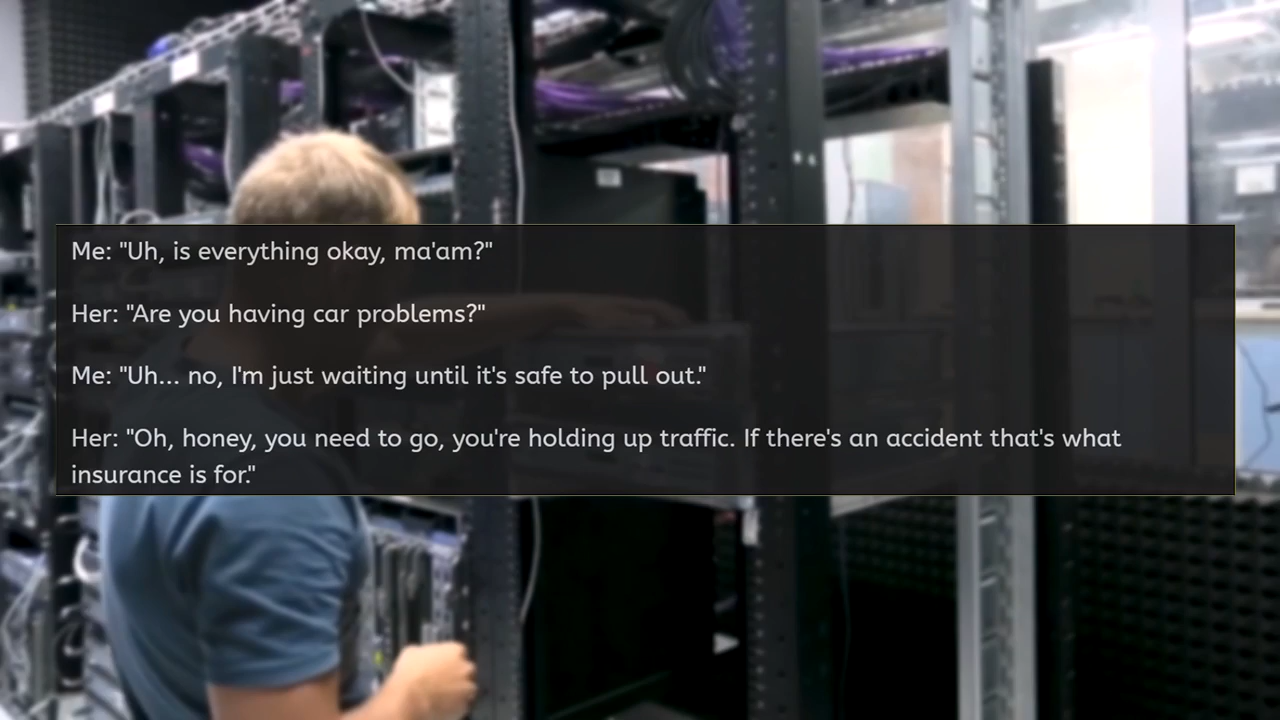 Me: "Uh, is everything okay, ma'am?"
Her: "Are you having car problems?"
Me: "Uh... no, I'm just waiting until it's safe to pull out."
Her: "Oh, honey, you need to go, you're holding up traffic. If there's an accident that's what
insurance is for."